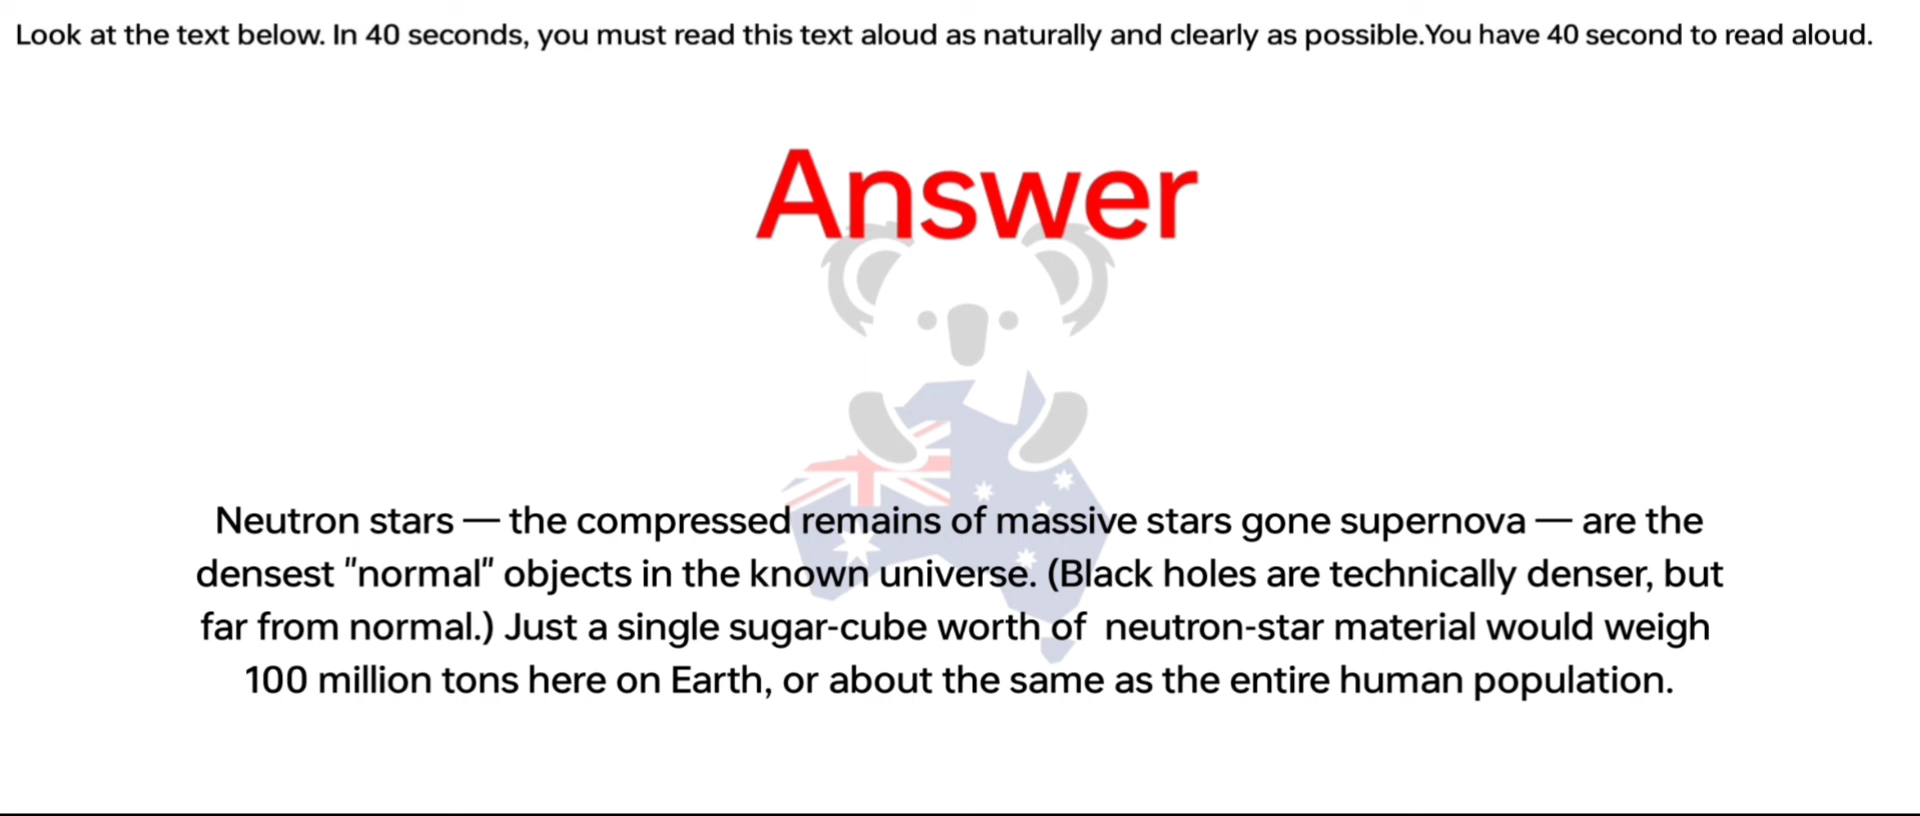 Look at the text below. In 40 seconds, you must read this text aloud as naturally and clearly as possible.You have 40 second to read aloud.
Answer
Neutron stars — the compressed remains of massive stars gone supernova — are the
densest "normal" objects in the known universe. (Black holes are technically denser, but
far from normal.) Just a single sugar-cube worth of  neutron-star material would weigh
100 million tons here on Earth, or about the same as the entire human population.